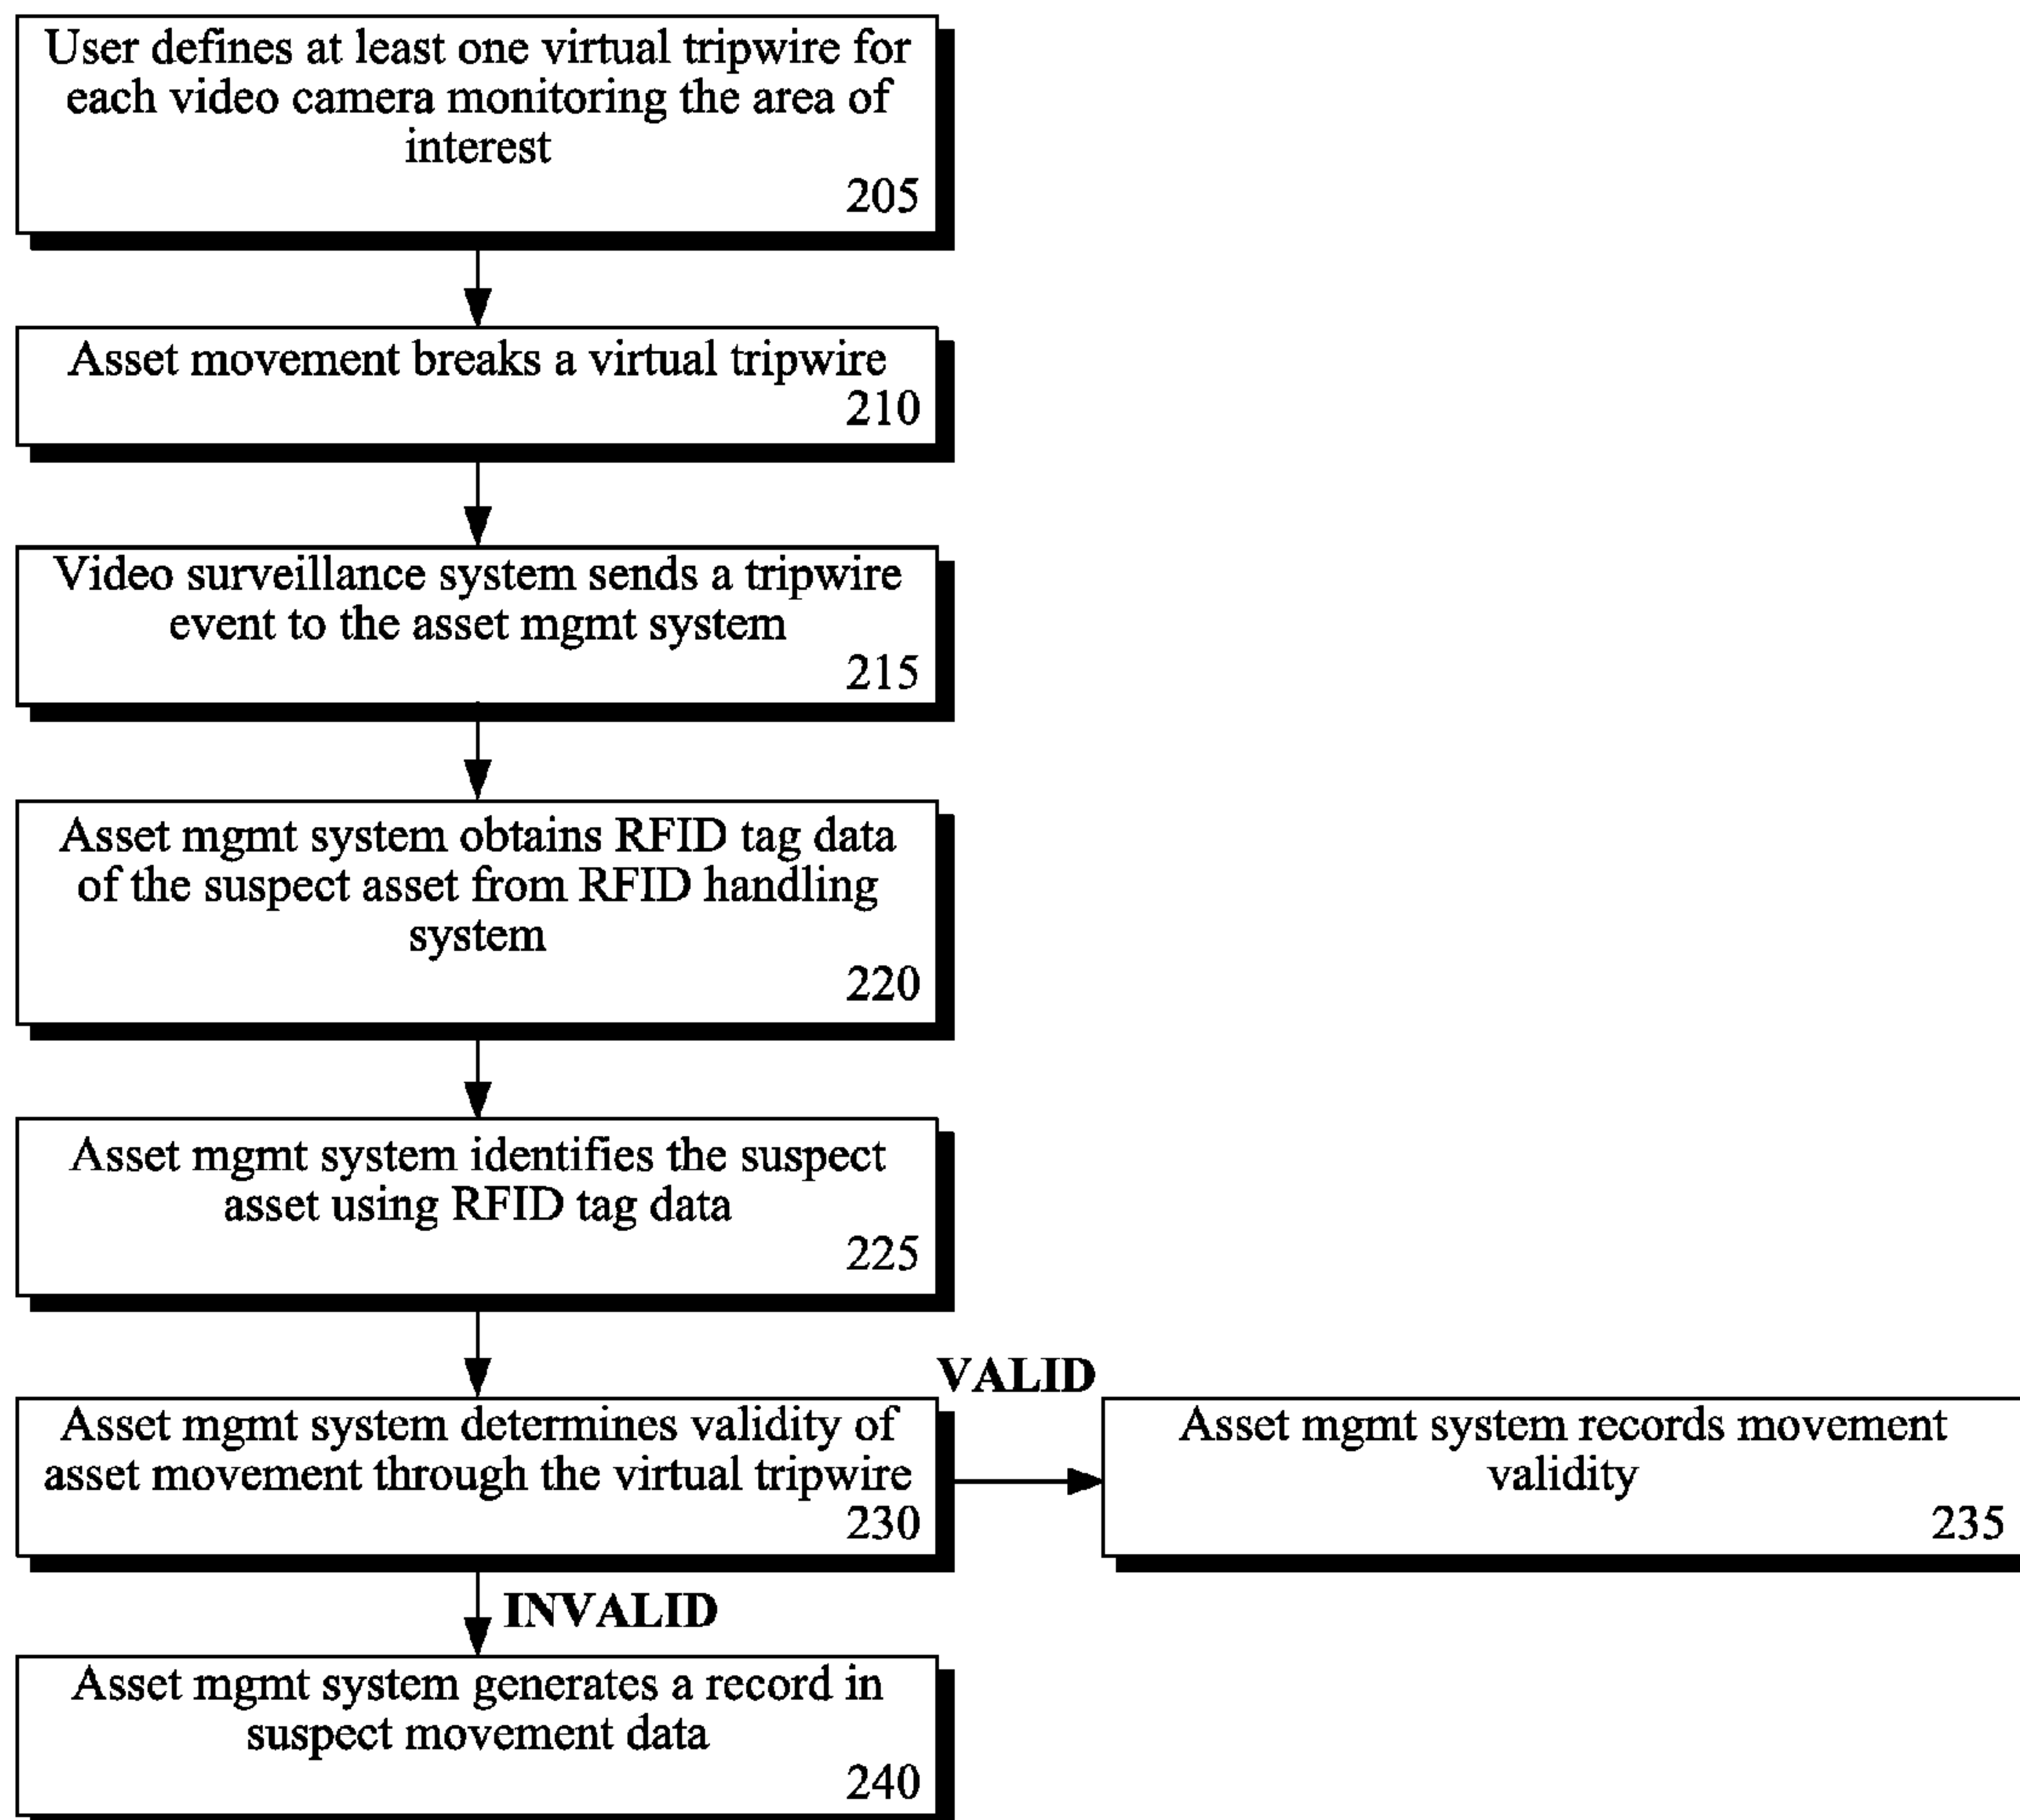 User defines at least one virtual tripwire for
each video camera monitoring the area of
interest
205
Asset movement breaks a virtual tripwire
210
Video surveillance system sends a tripwire
event to the asset mgmt system
215
Asset mgmt system obtains RFID tag data
of the suspect asset from RFID handling
system
220
Asset mgmt system identifies the suspect
asset using RFID tag data
225
Asset mgmt system determines validity of
asset movement through the virtual tripwire
230
VALID
Asset mgmt system records movement
validity
235
INVALID
Asset mgmt system generates a record in
suspect movement data
240